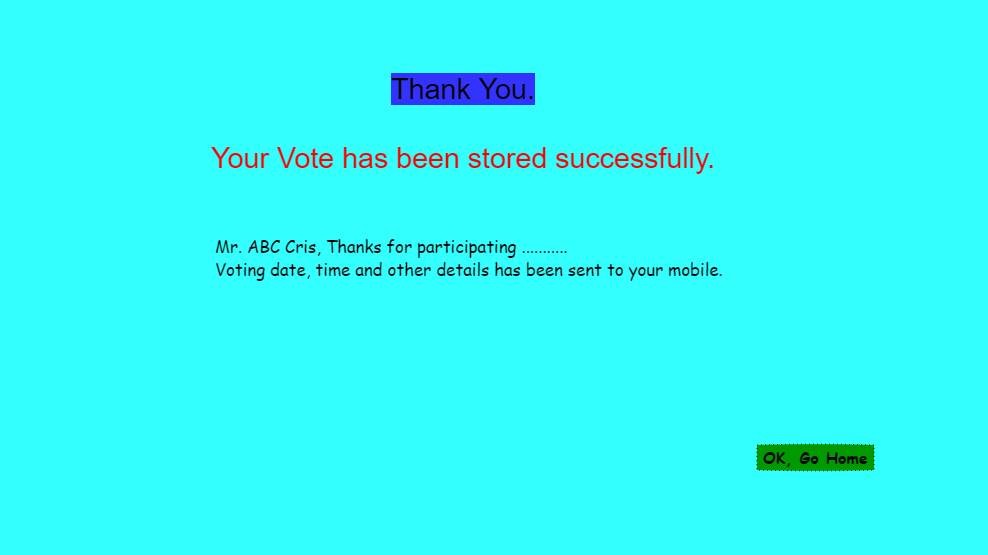 Thank You.
Your Vote has been stored successfully.
Mr. ABC Cris, Thanks for participating ...........
Voting date, time and other details has been sent to your mobile.
OK, Go Home